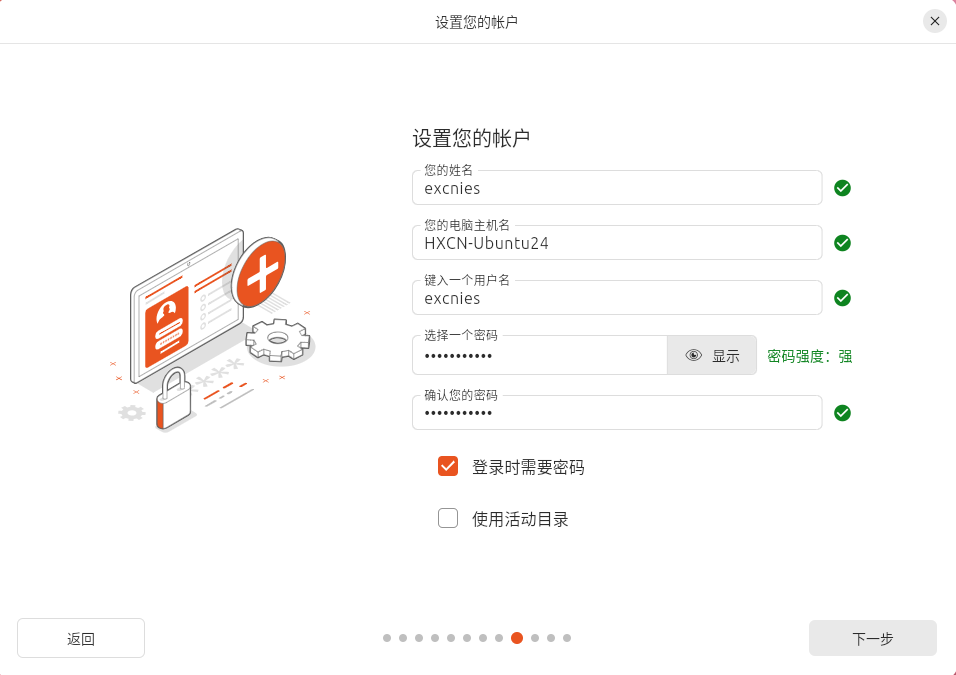 设置您的帐户
设置您的帐户
您的姓名
excnies
您的电脑主机名
HXCN-Ubuntu24
键入一个用户名
excnies
选择一个密码
••••••••••• 显示 密码强度：强
确认您的密码
•••••••••••
登录时需要密码
使用活动目录
返回 下一步